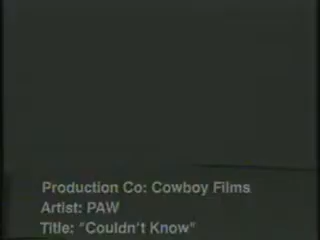 Production Co: Cowboy Films
Artist: PAW
Title: "Couldn't Know"